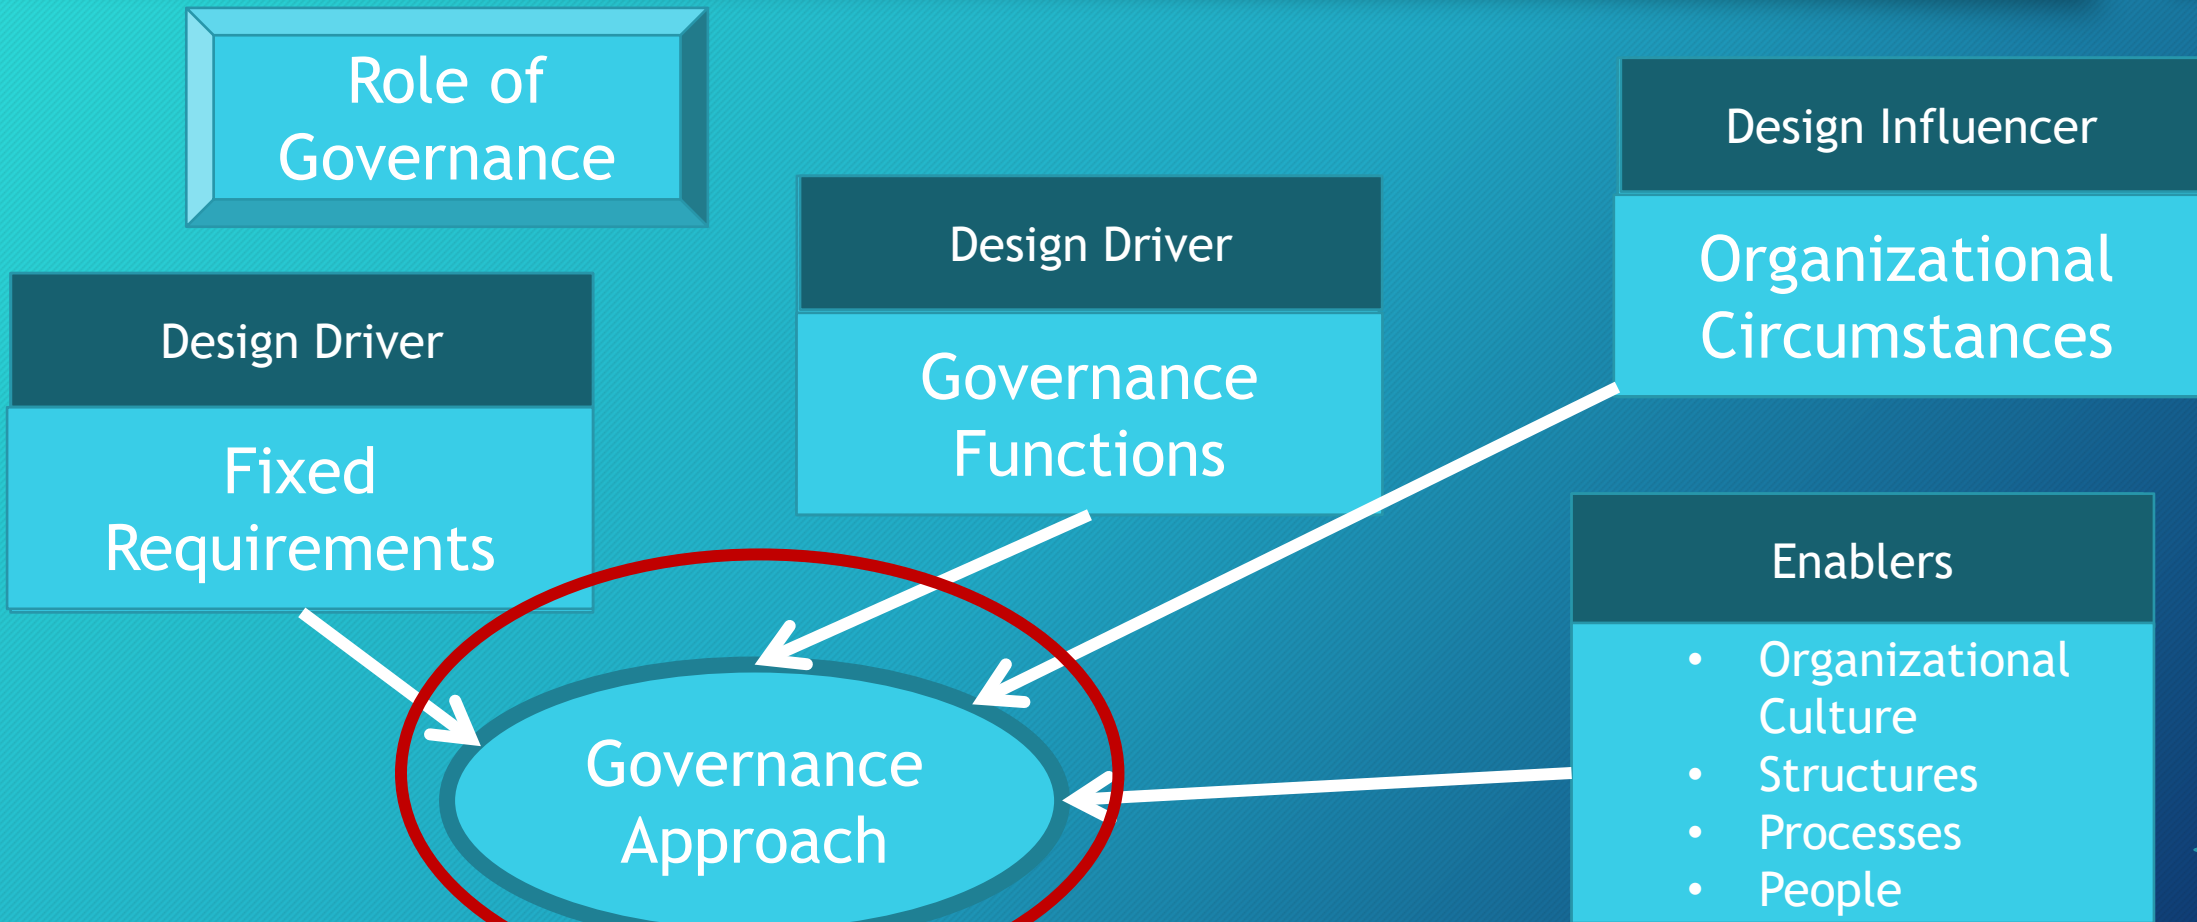 Role of
Governance
Design Driver
Fixed
Requirements
Design Driver
Governance
Functions
Design Influencer
Organizational
Circumstances
Enablers
• Organizational
Culture
• Structures
• Processes
• People
Governance
Approach